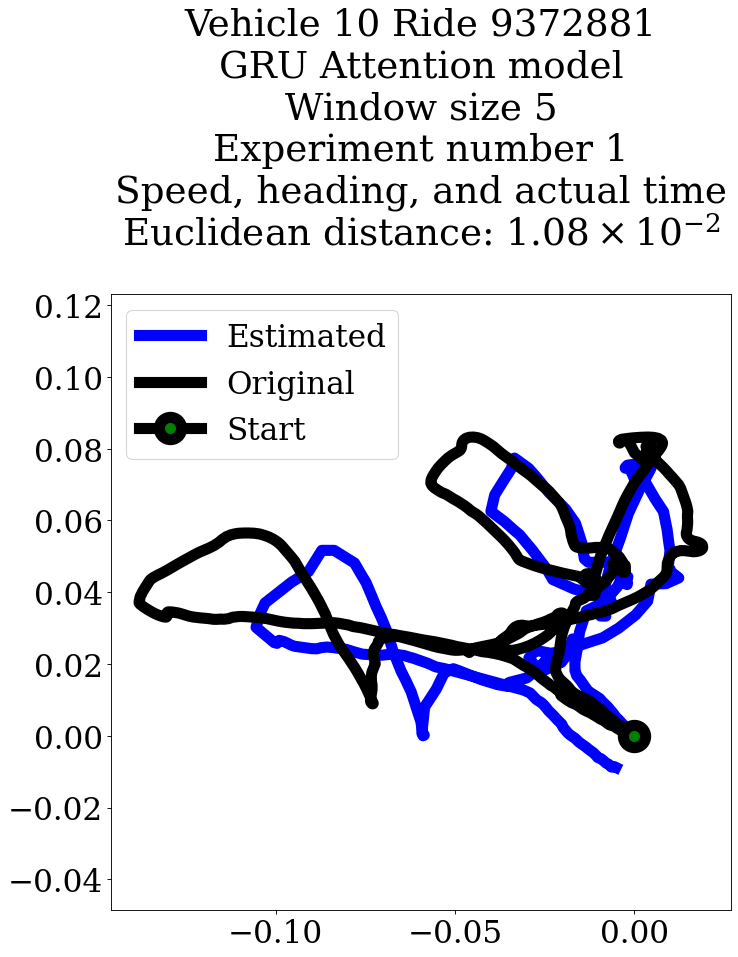 Vehicle 10 Ride 9372881
GRU Attention model
Window size 5
Experiment number 1
Speed, heading, and actual time
Euclidean distance: 1.08 × 10⁻²
Estimated
Original
Start
0.12
0.10
0.08
0.06
0.04
0.02
0.00
−0.02
−0.04
−0.10
−0.05
0.00